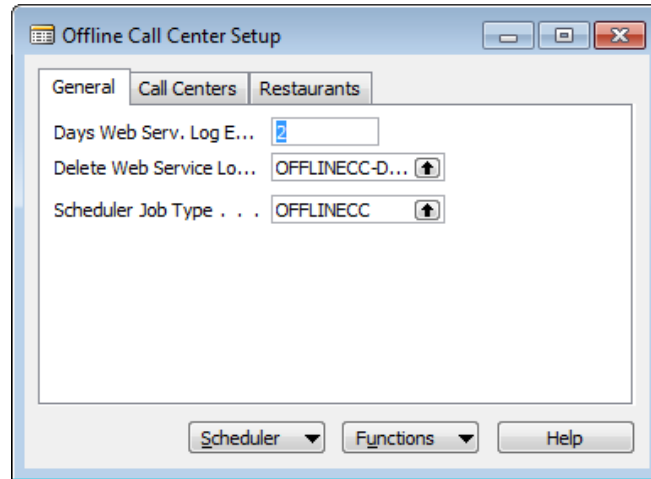 Offline Call Center Setup
General Call Centers Restaurants
Days Web Serv. Log E... 2
Delete Web Service Lo... OFFLINECC-D...
Scheduler Job Type . . . . OFFLINECC
Scheduler Functions Help